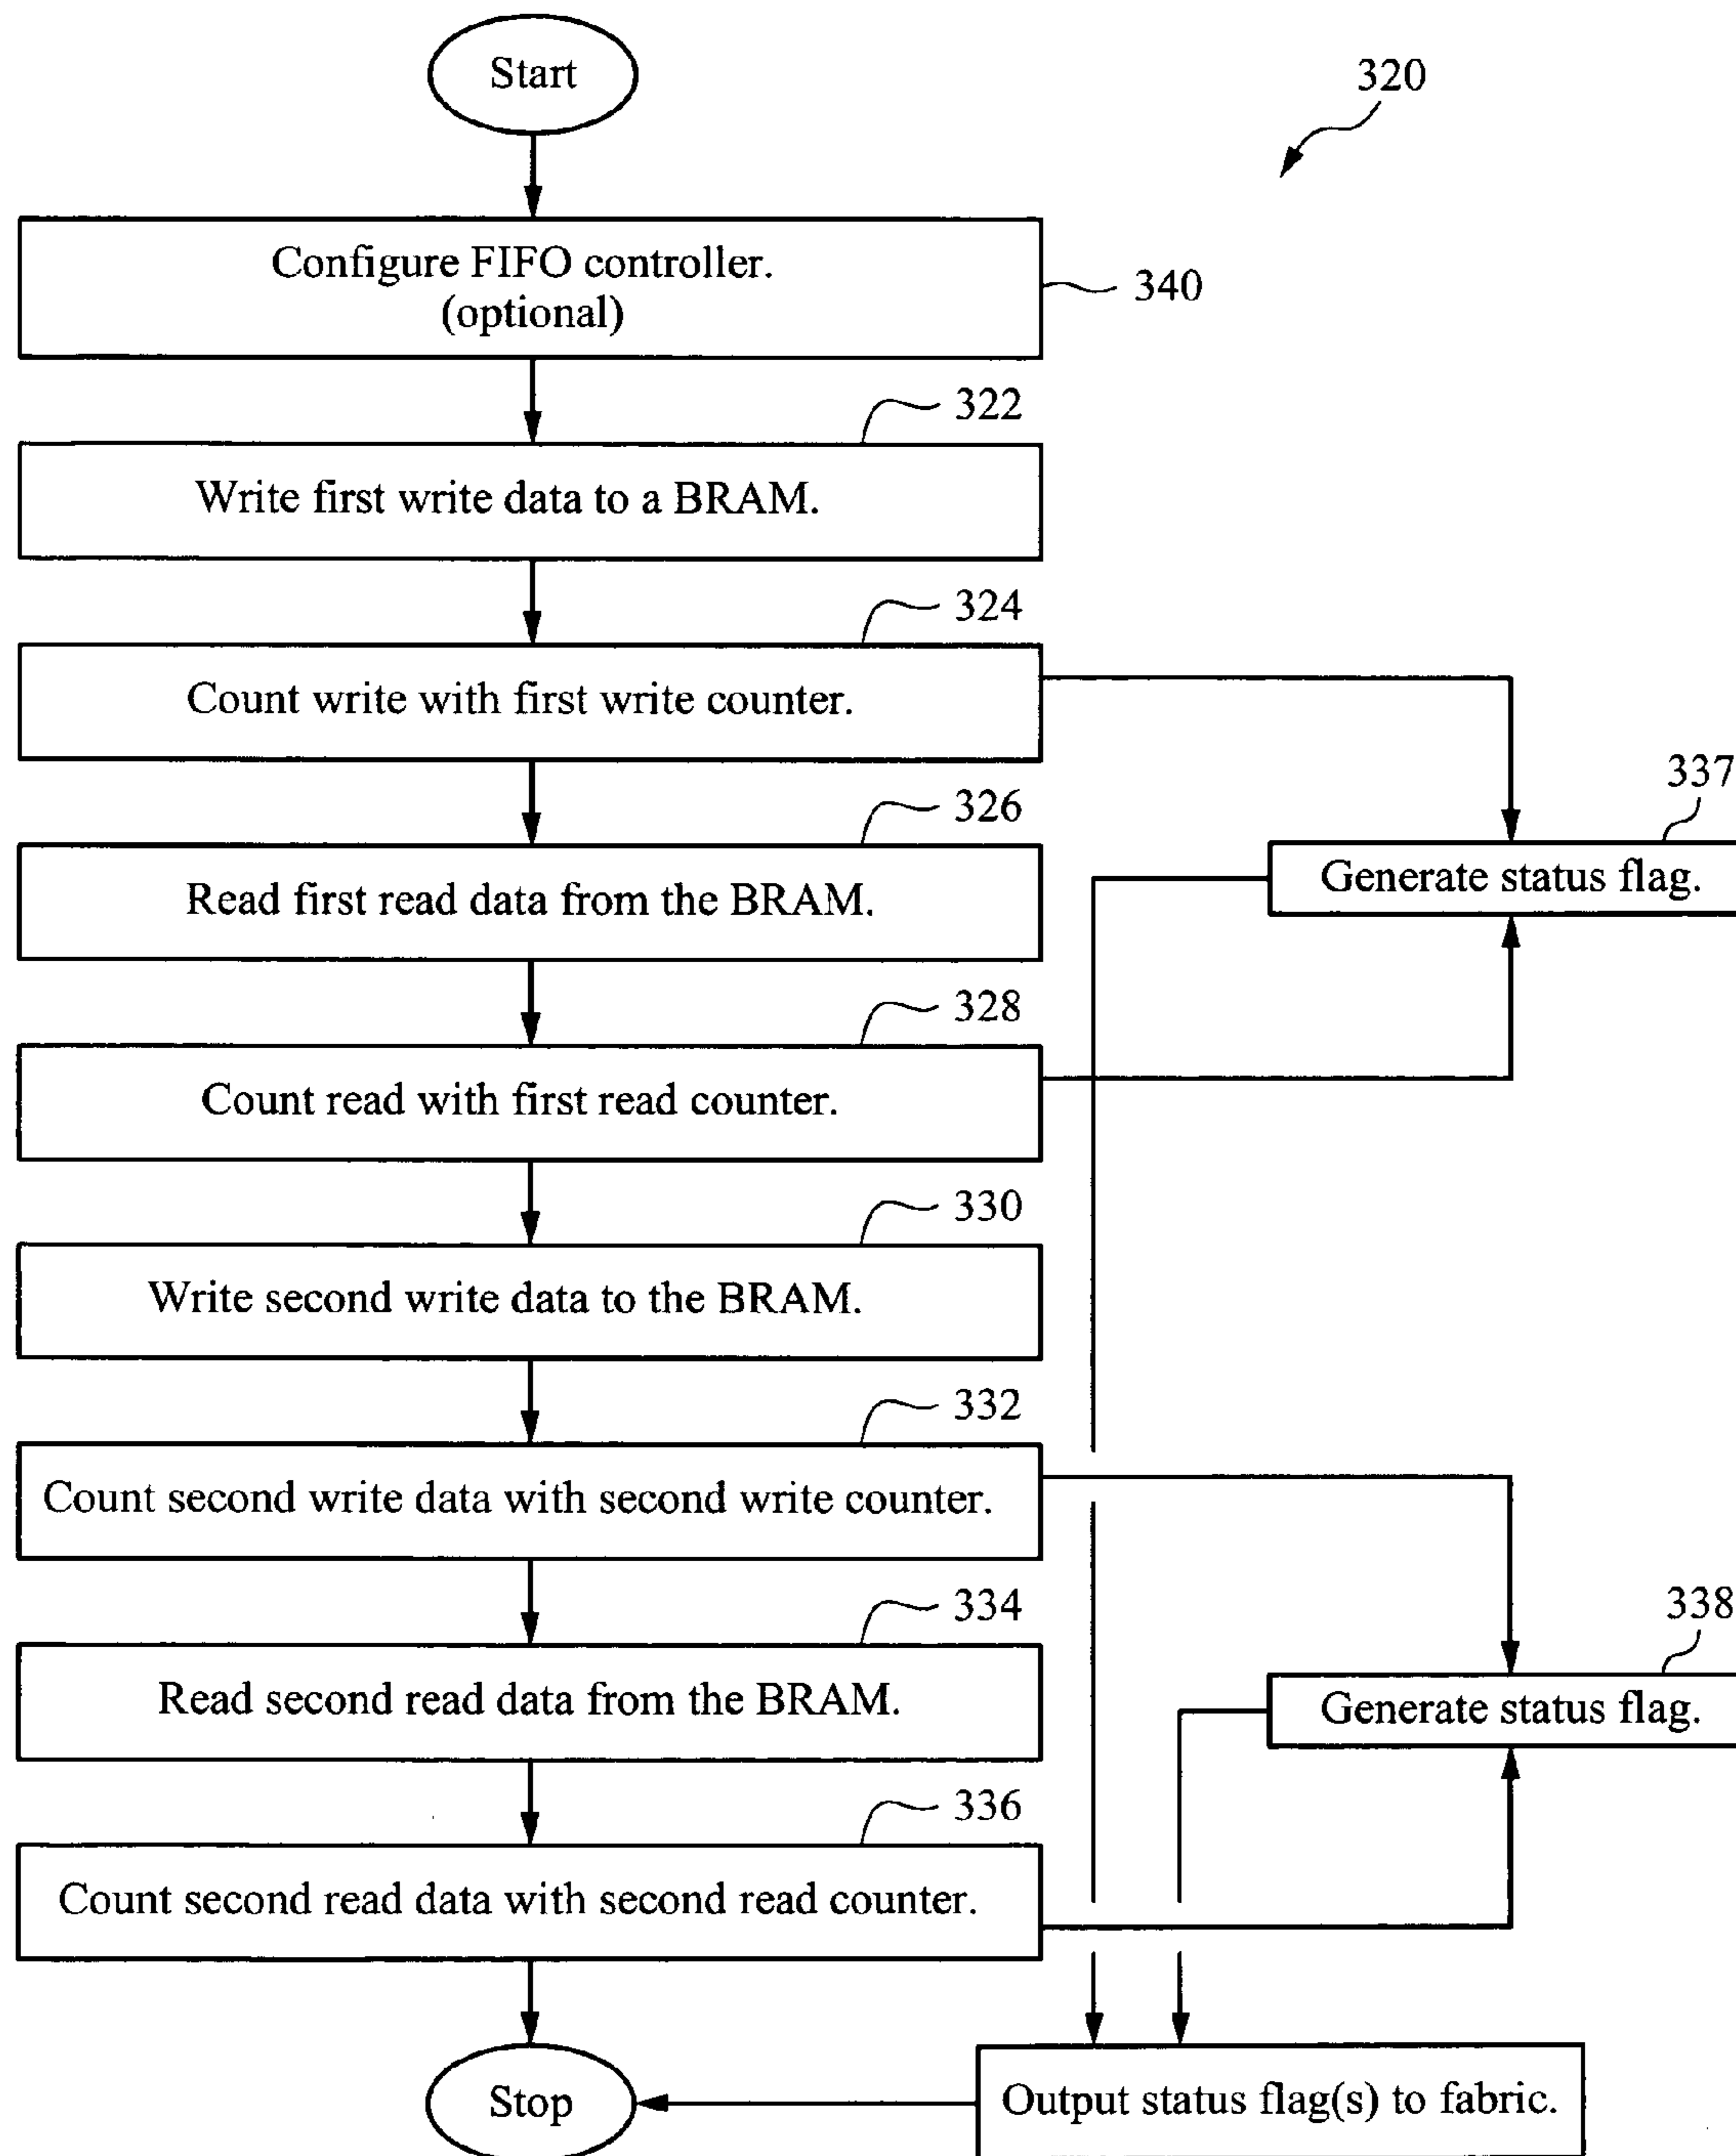 Start
320
Configure FIFO controller.
(optional)
340
322
Write first write data to a BRAM.
324
Count write with first write counter.
337
326
Read first read data from the BRAM.
Generate status flag.
328
Count read with first read counter.
330
Write second write data to the BRAM.
332
Count second write data with second write counter.
334
338
Read second read data from the BRAM.
Generate status flag.
336
Count second read data with second read counter.
Stop
Output status flag(s) to fabric.